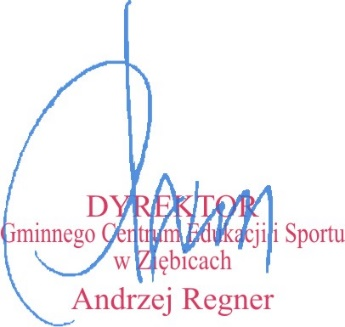 DYREKTOR
Gminnego Centrum Edukacji i Sportu
w Ziębicach
Andrzej Regner